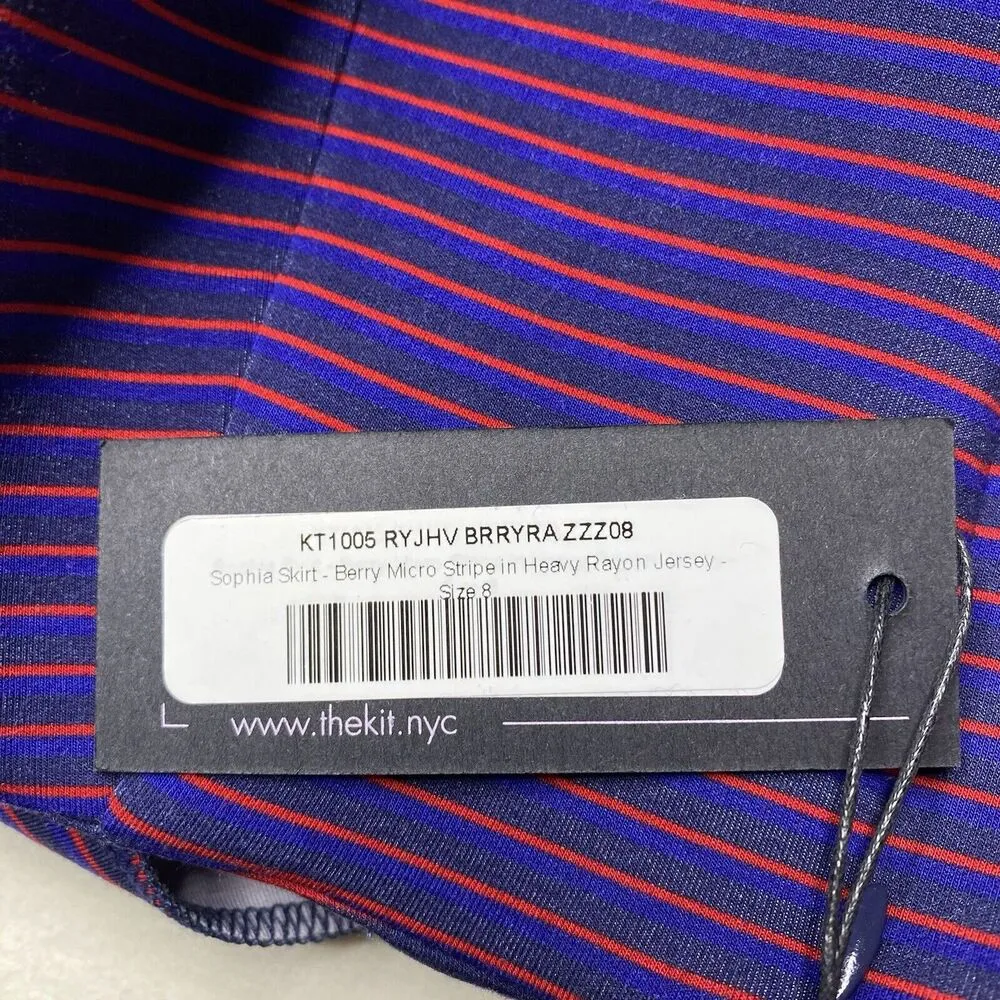 KT1005 RYJHV BRRYRA ZZZ08
Sophia Skirt - Berry Micro Stripe in Heavy Rayon Jersey -
Size 8
www.thekit.nyc